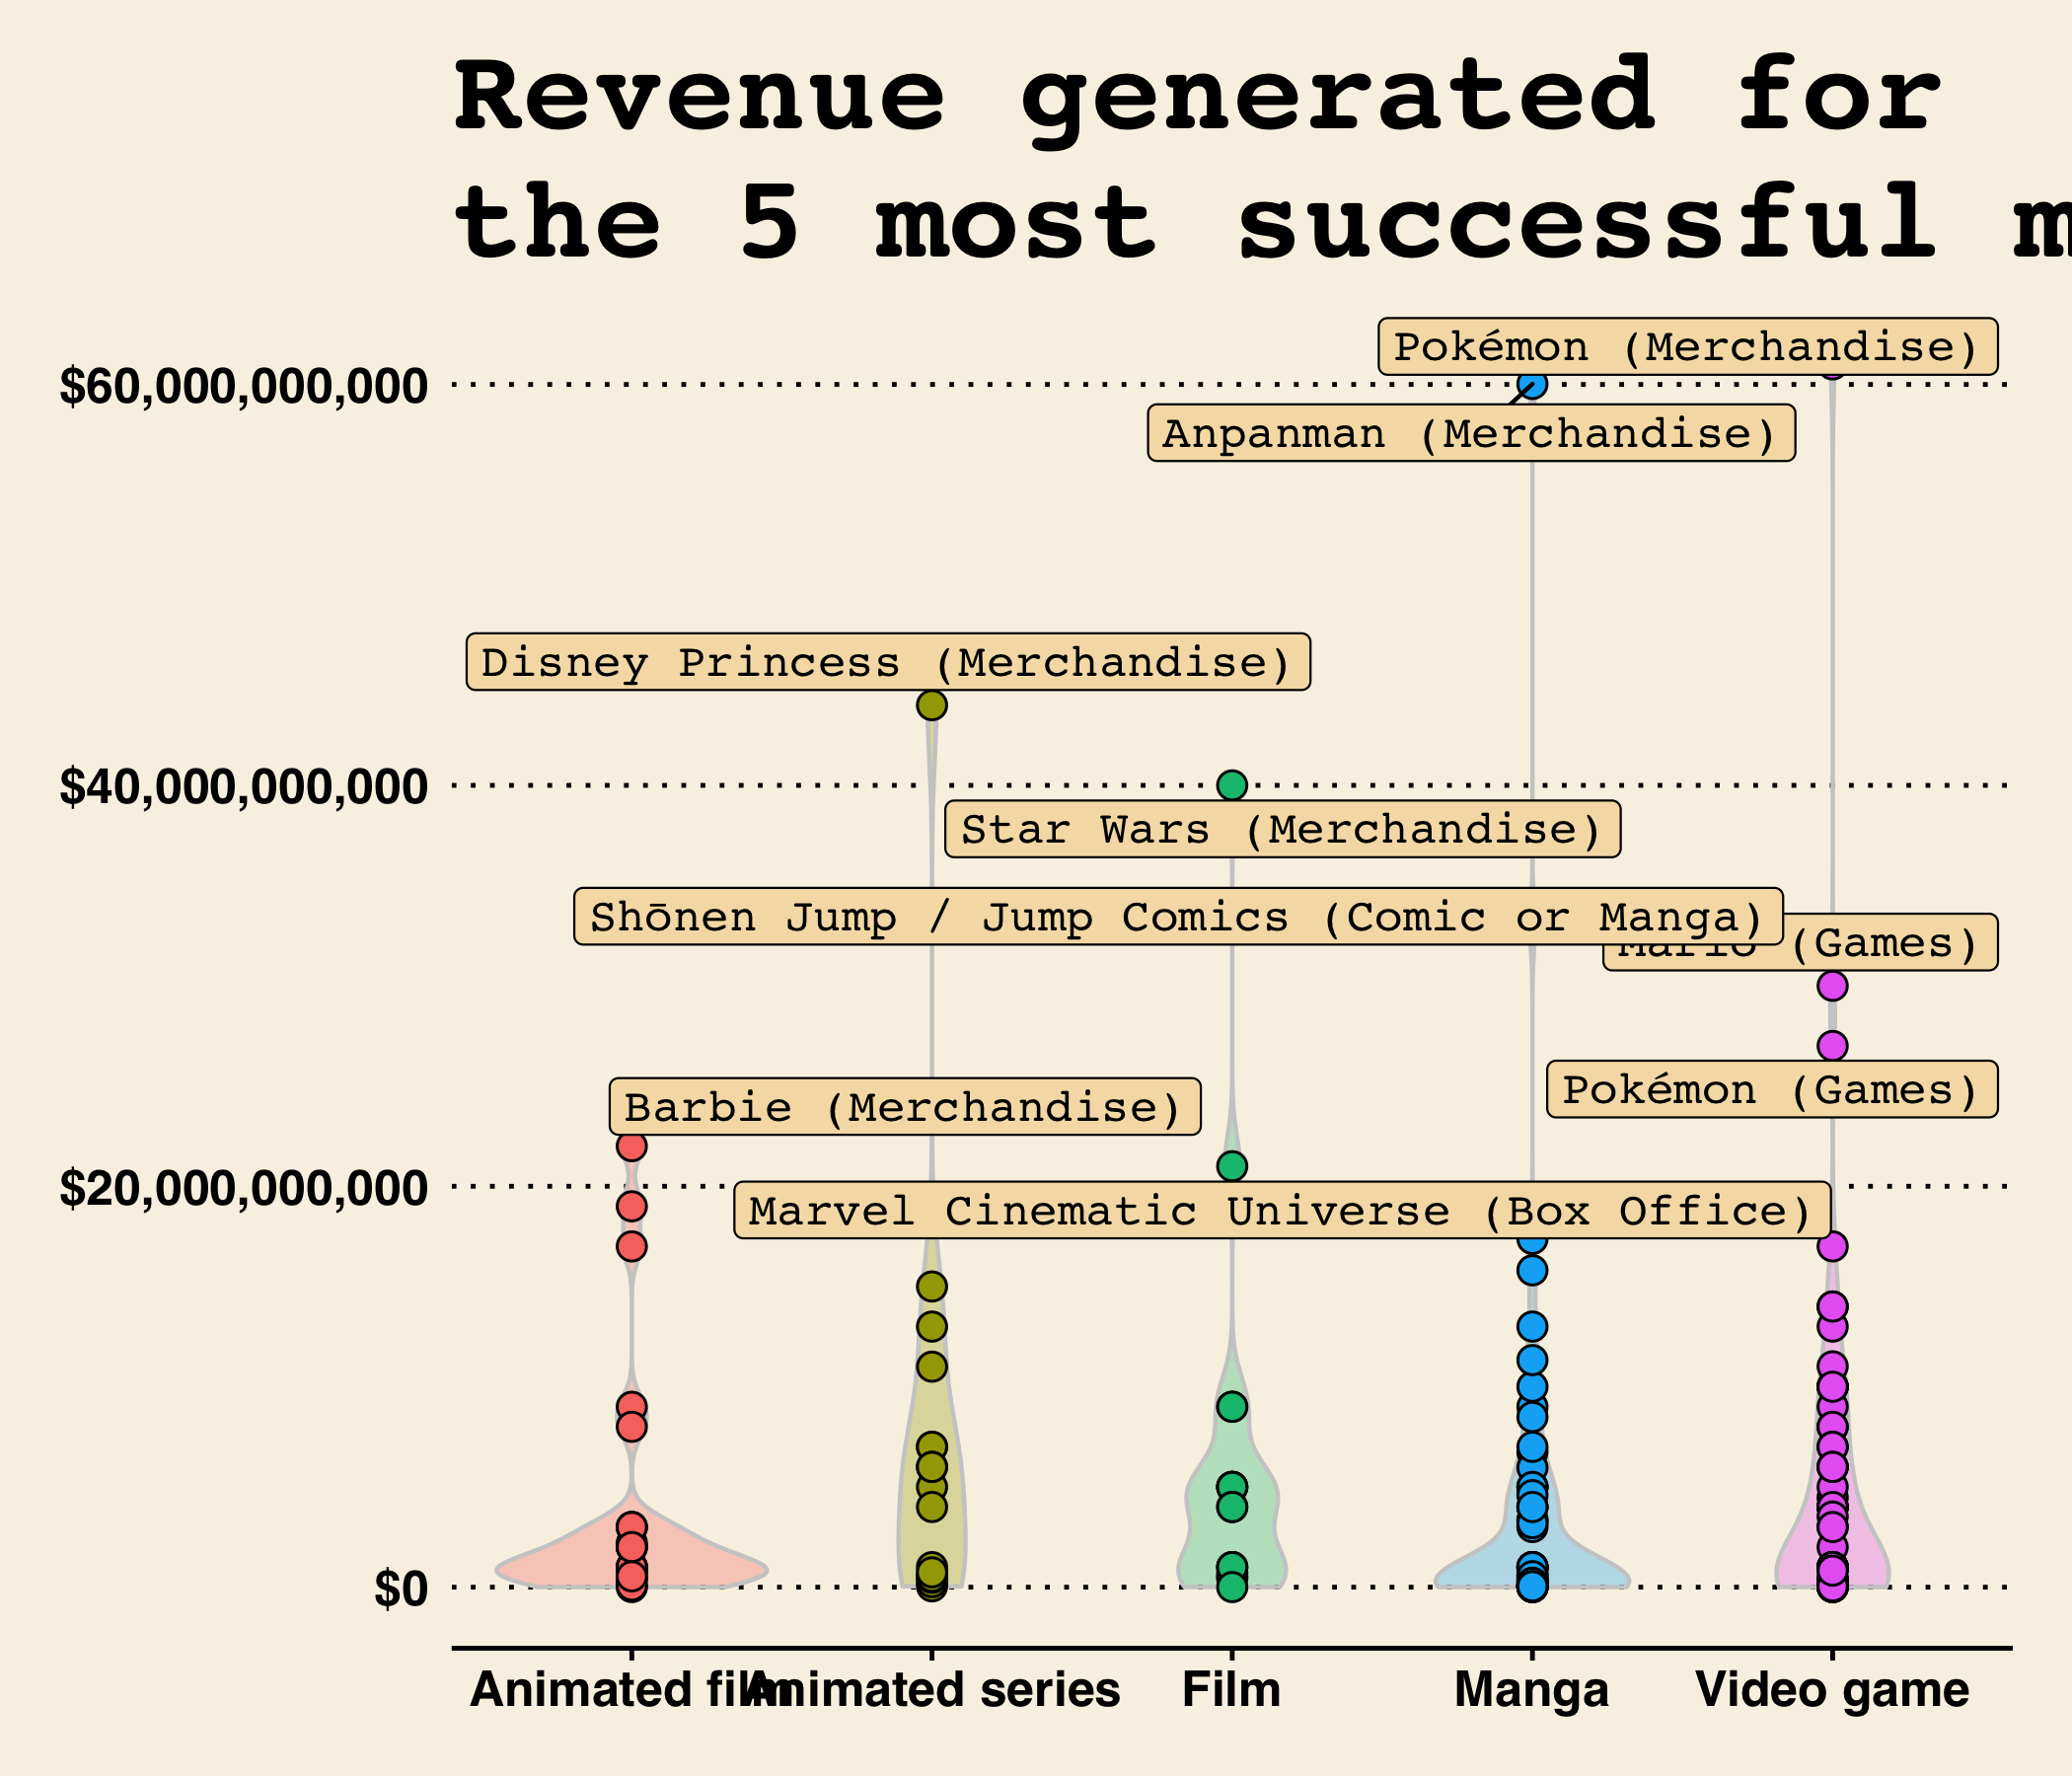 Revenue generated for
the 5 most successful m
Pokémon (Merchandise)
$60,000,000,000
Anpanman (Merchandise)
Disney Princess (Merchandise)
$40,000,000,000
Star Wars (Merchandise)
Shōnen Jump / Jump Comics (Comic or Manga)
Mario (Games)
Pokémon (Games)
Barbie (Merchandise)
$20,000,000,000
Marvel Cinematic Universe (Box Office)
$0
Animated film Animated series Film Manga Video game